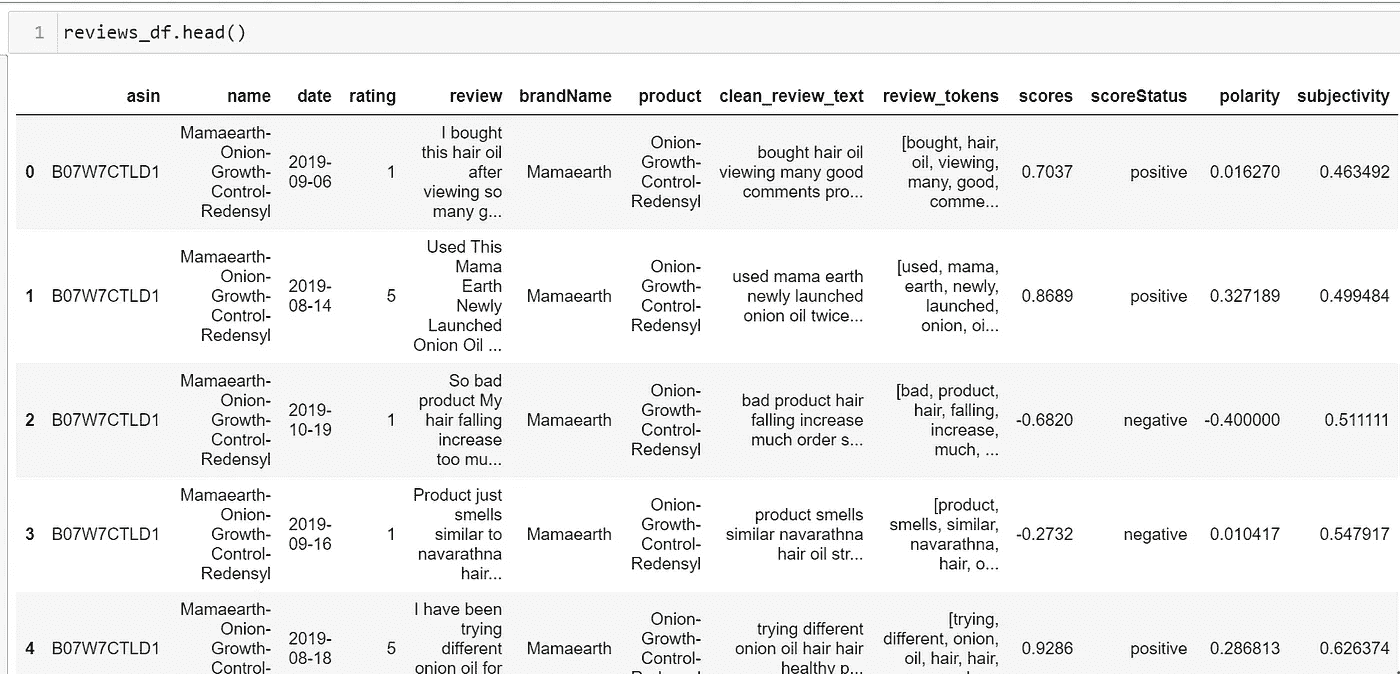 1 reviews_df.head()
asin name date rating review brandName product clean_review_text review_tokens scores scoreStatus polarity subjectivity
0 B07W7CTLD1 Mamaearth-Onion-Growth-Control-Redensyl 2019-09-06 1 I bought this hair oil after viewing so many g... Mamaearth Onion-Growth-Control-Redensyl bought hair oil viewing many good comments pro... [bought, hair, oil, viewing, many, good, comme... 0.7037 positive 0.016270 0.463492
1 B07W7CTLD1 Mamaearth-Onion-Growth-Control-Redensyl 2019-08-14 5 Used This Mama Earth Newly Launched Onion Oil ... Mamaearth Onion-Growth-Control-Redensyl used mama earth newly launched onion oil twice... [used, mama, earth, newly, launched, onion, oi... 0.8689 positive 0.327189 0.499484
2 B07W7CTLD1 Mamaearth-Onion-Growth-Control-Redensyl 2019-10-19 1 So bad product My hair falling increase too mu... Mamaearth Onion-Growth-Control-Redensyl bad product hair falling increase much order s... [bad, product, hair, falling, increase, much, ... -0.6820 negative -0.400000 0.511111
3 B07W7CTLD1 Mamaearth-Onion-Growth-Control-Redensyl 2019-09-16 1 Product just smells similar to navarathna hair... Mamaearth Onion-Growth-Control-Redensyl product smells similar navarathna hair oil str... [product, smells, similar, navarathna, hair, o... -0.2732 negative 0.010417 0.547917
4 B07W7CTLD1 Mamaearth-Onion-Growth-Control- 2019-08-18 5 I have been trying different onion oil for Mamaearth Onion-Growth-Control- trying different onion oil hair hair healthy p... [trying, different, onion, oil, hair, hair, 0.9286 positive 0.286813 0.626374